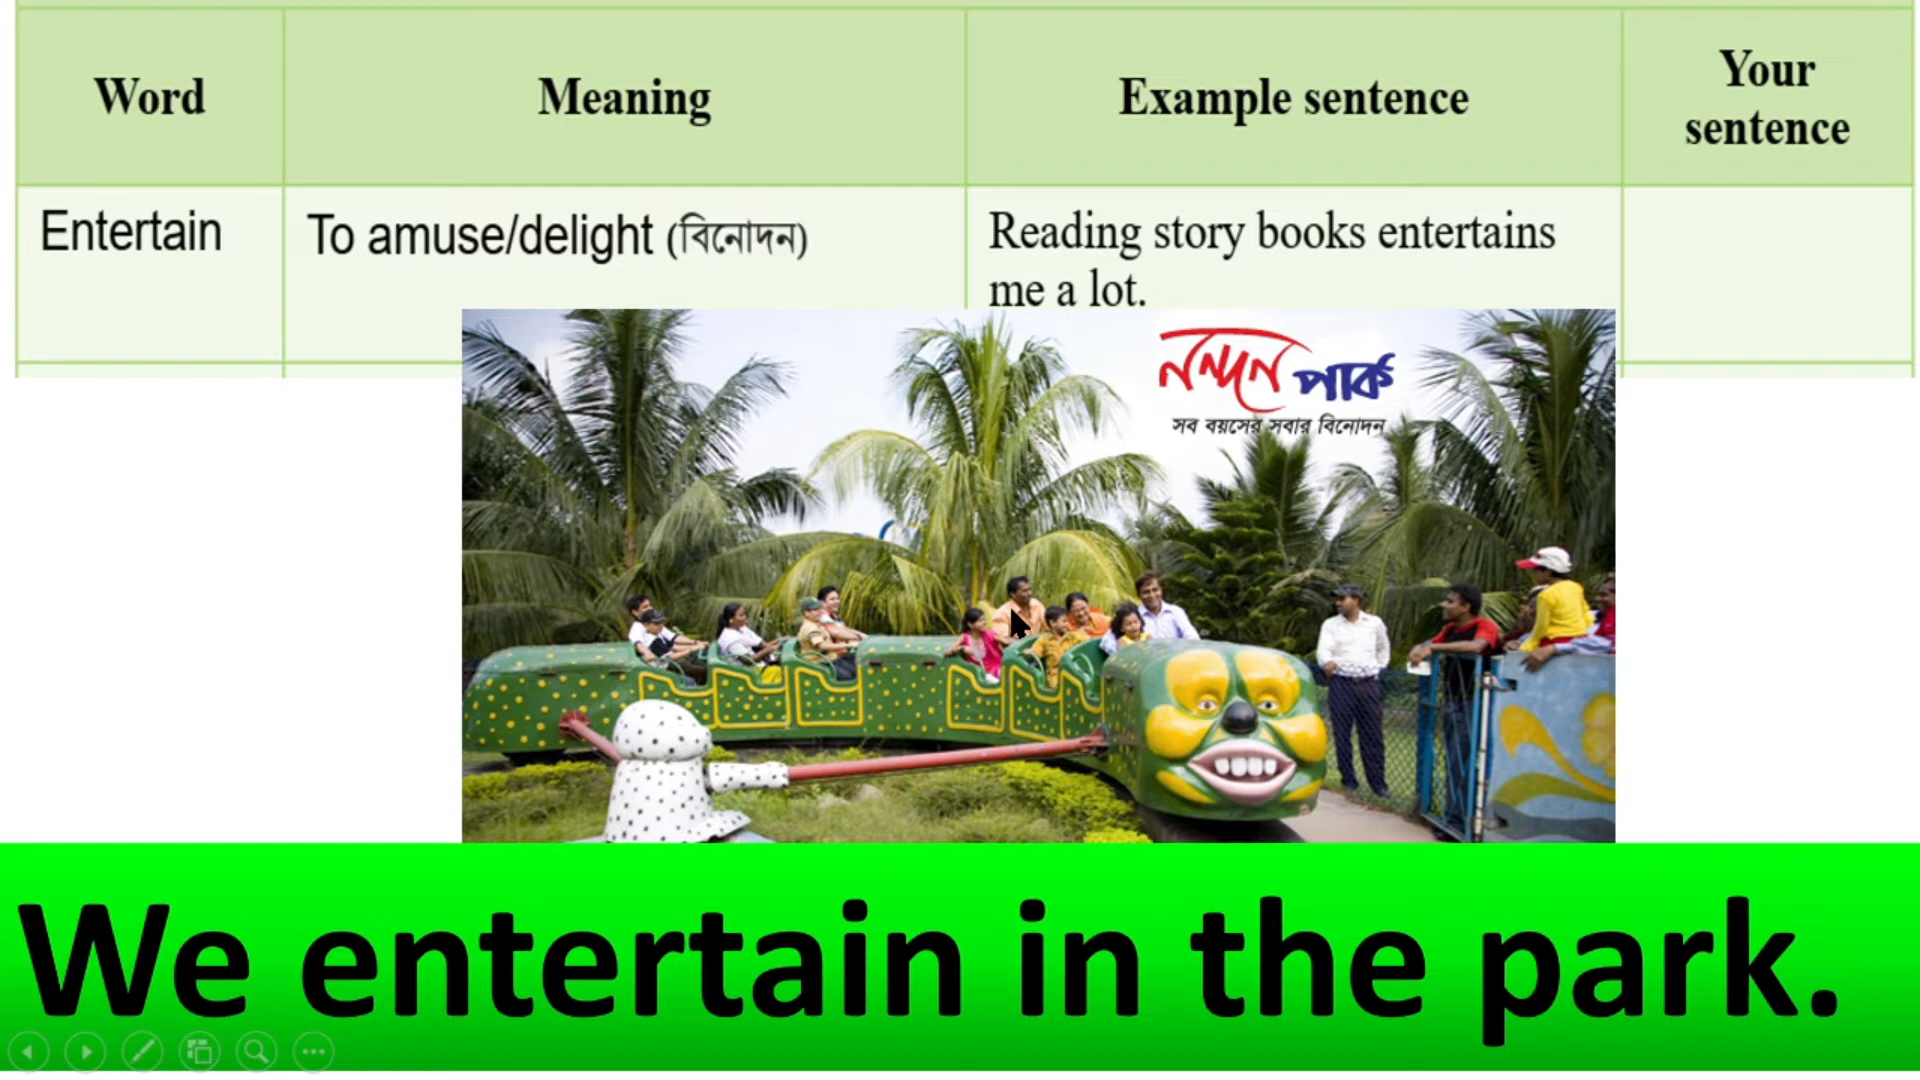 Word
Meaning
Example sentence
Your
sentence
Entertain
To amuse/delight (বিনোদন)
Reading story books entertains
me a lot.
নন্দন পার্ক
সব বয়সের সবার বিনোদন
We entertain in the park.